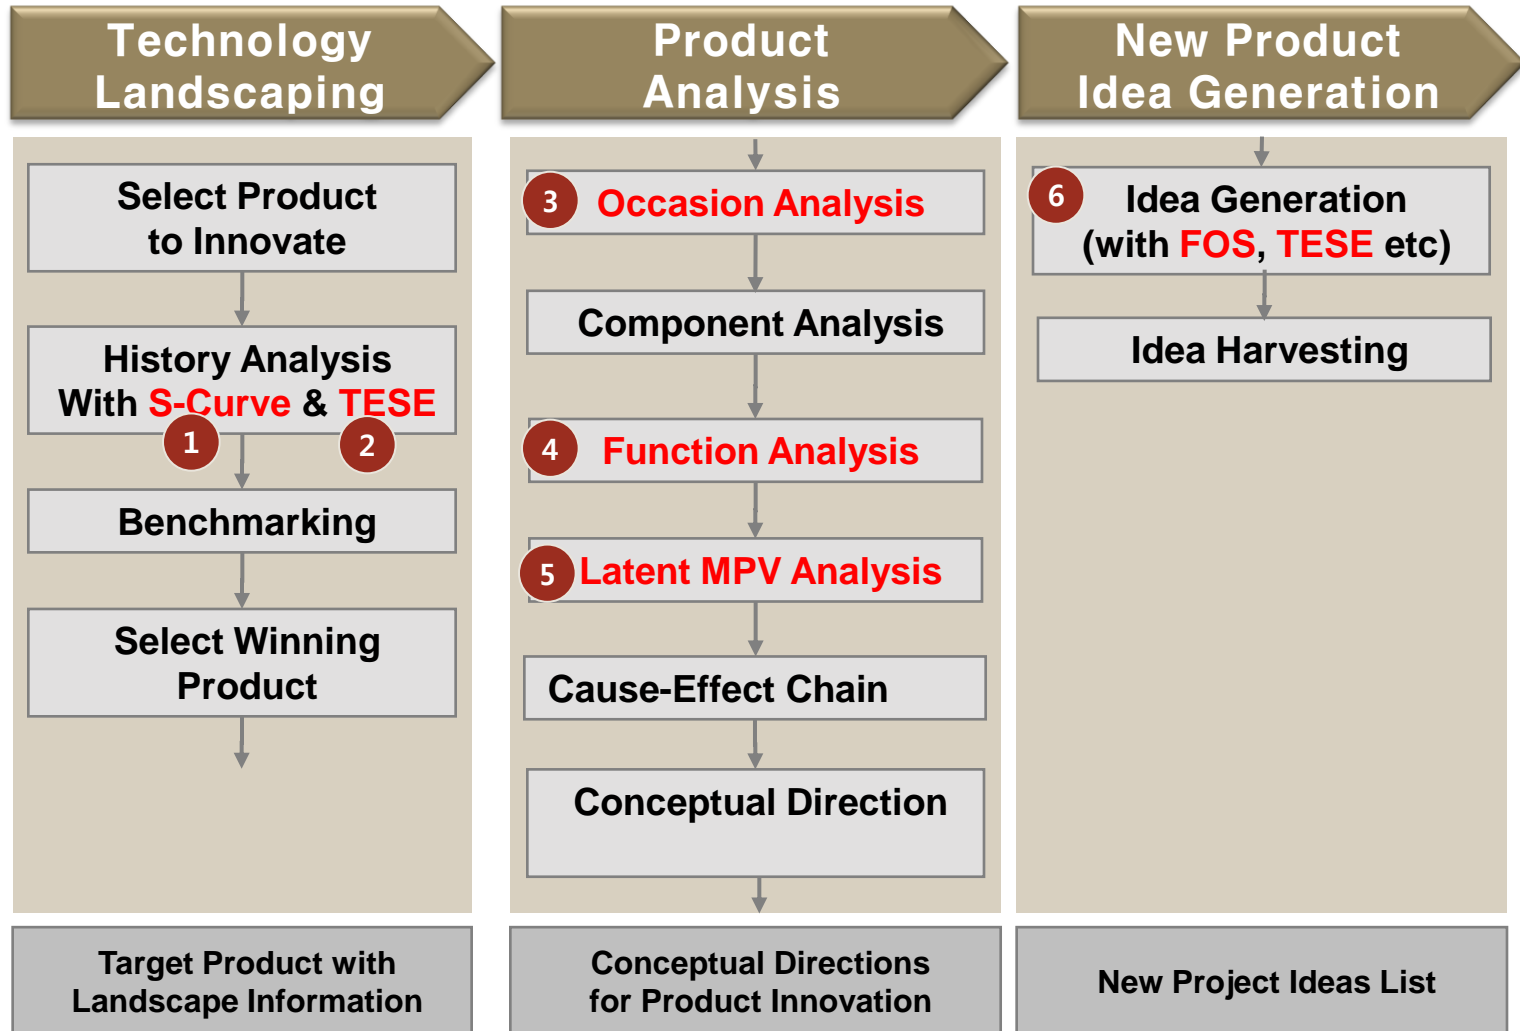 Technology
Landscaping
Select Product
to Innovate
History Analysis
With S-Curve & TESE
1
2
Benchmarking
Select Winning
Product
Target Product with
Landscape Information
Product
Analysis
3
Occasion Analysis
Component Analysis
4
Function Analysis
5
Latent MPV Analysis
Cause-Effect Chain
Conceptual Direction
Conceptual Directions
for Product Innovation
New Product
Idea Generation
6
Idea Generation
(with FOS, TESE etc)
Idea Harvesting
New Project Ideas List